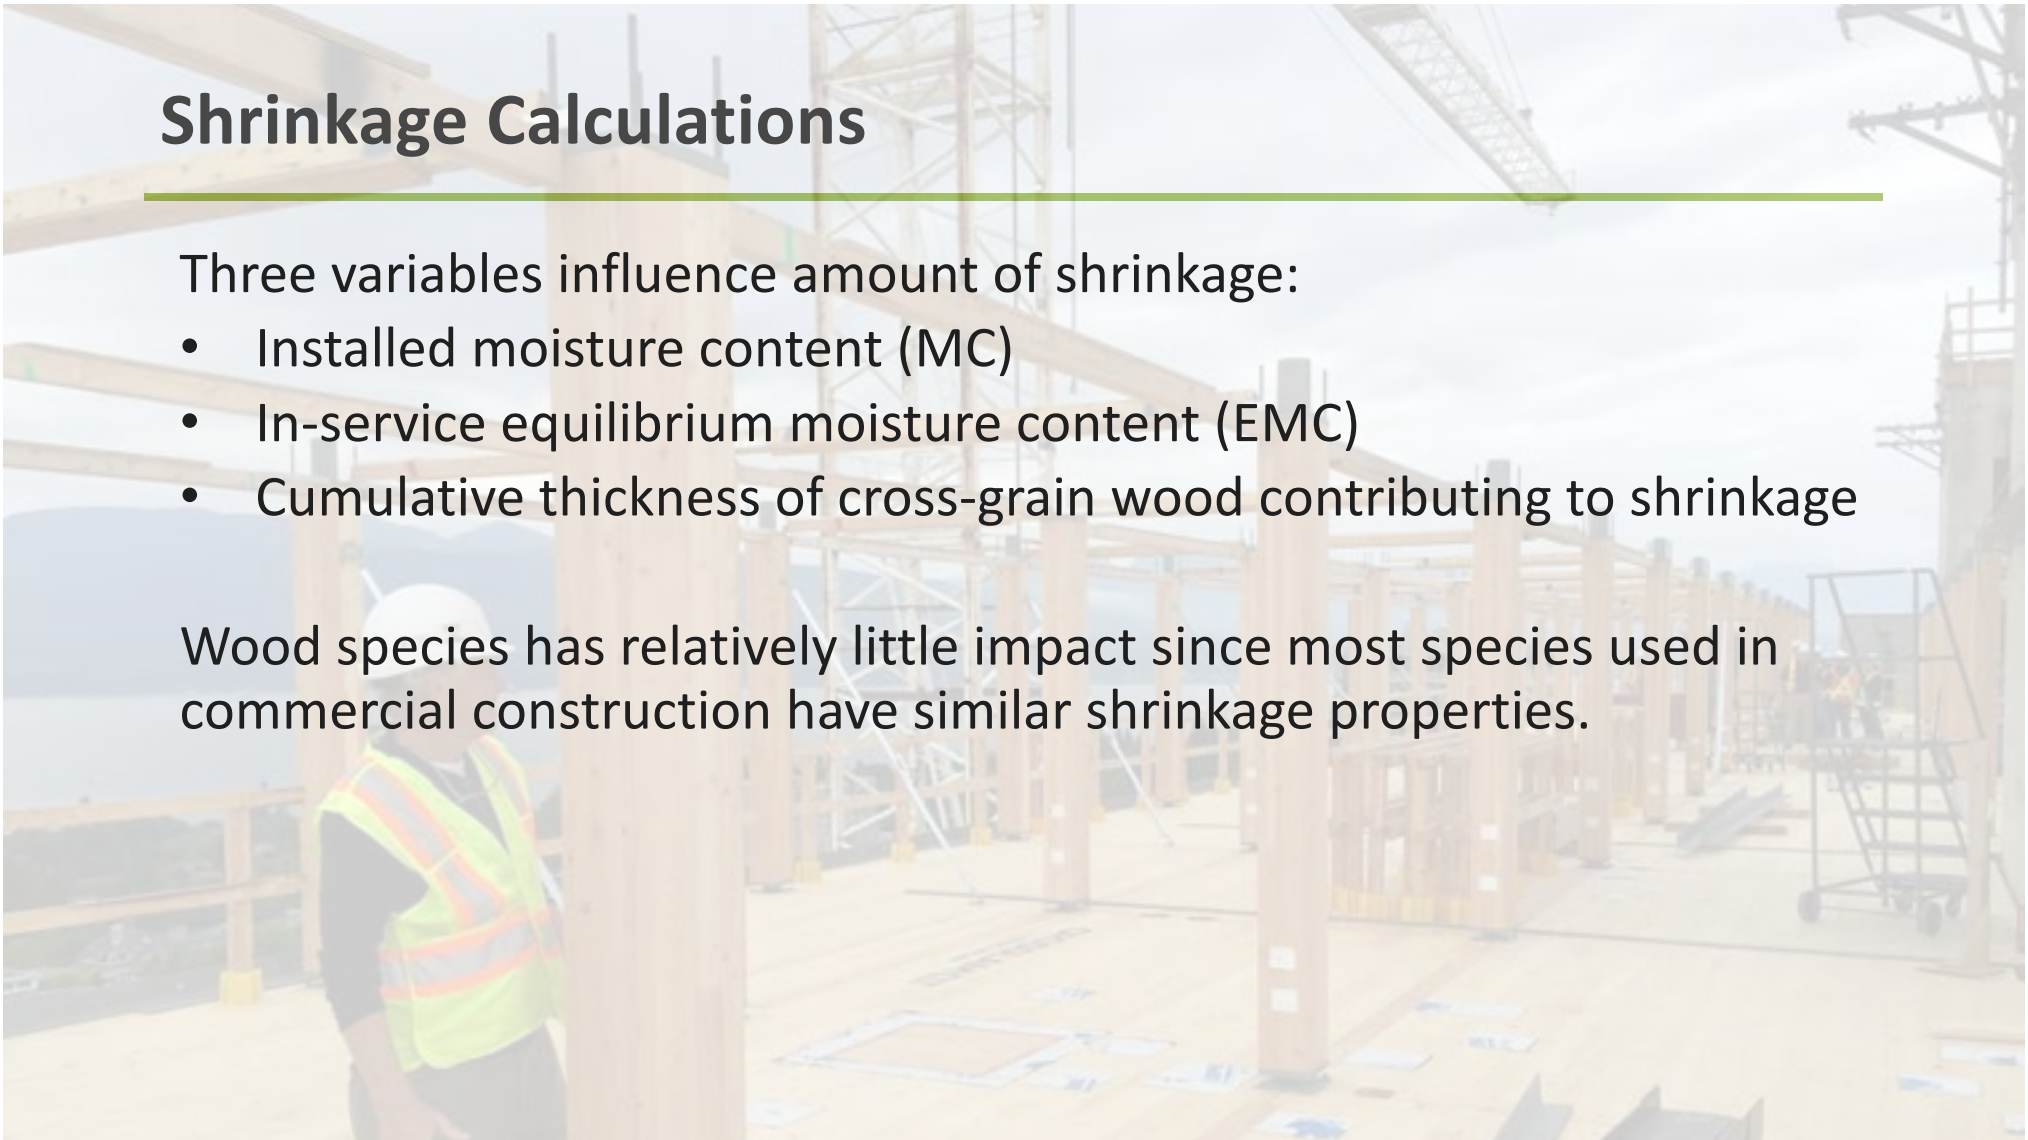 Shrinkage Calculations
Three variables influence amount of shrinkage:
• Installed moisture content (MC)
• In-service equilibrium moisture content (EMC)
• Cumulative thickness of cross-grain wood contributing to shrinkage
Wood species has relatively little impact since most species used in
commercial construction have similar shrinkage properties.